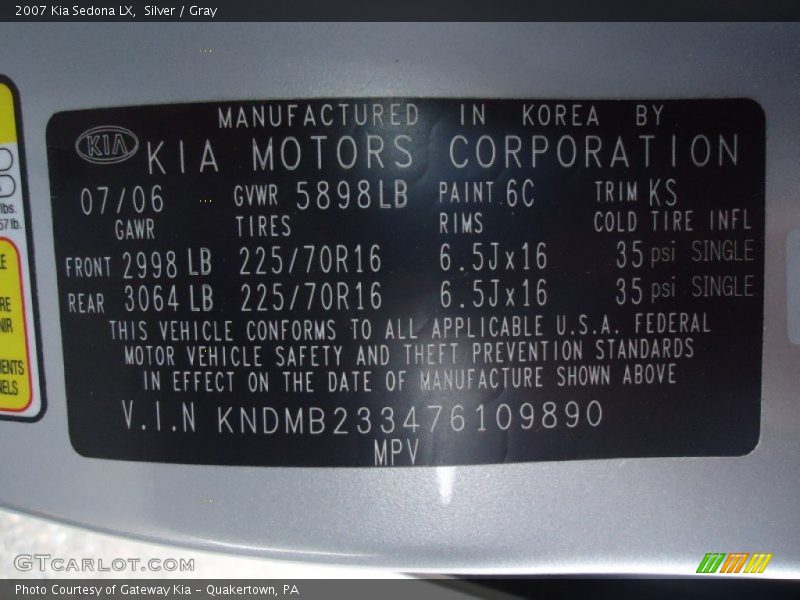 2007 Kia Sedona LX, Silver / Gray
MANUFACTURED IN KOREA BY
KIA KIA MOTORS CORPORATION
07/06 GVWR 5898LB PAINT 6C TRIM KS
GAWR TIRES RIMS COLD TIRE INFL
FRONT 2998 LB 225/70R16 6.5Jx16 35 psi SINGLE
REAR 3064 LB 225/70R16 6.5Jx16 35 psi SINGLE
THIS VEHICLE CONFORMS TO ALL APPLICABLE U.S.A. FEDERAL
MOTOR VEHICLE SAFETY AND THEFT PREVENTION STANDARDS
IN EFFECT ON THE DATE OF MANUFACTURE SHOWN ABOVE
V.I.N KNDMB233476109890
MPV
lbs.
57 lb.
GTCARLOT.COM
Photo Courtesy of Gateway Kia - Quakertown, PA